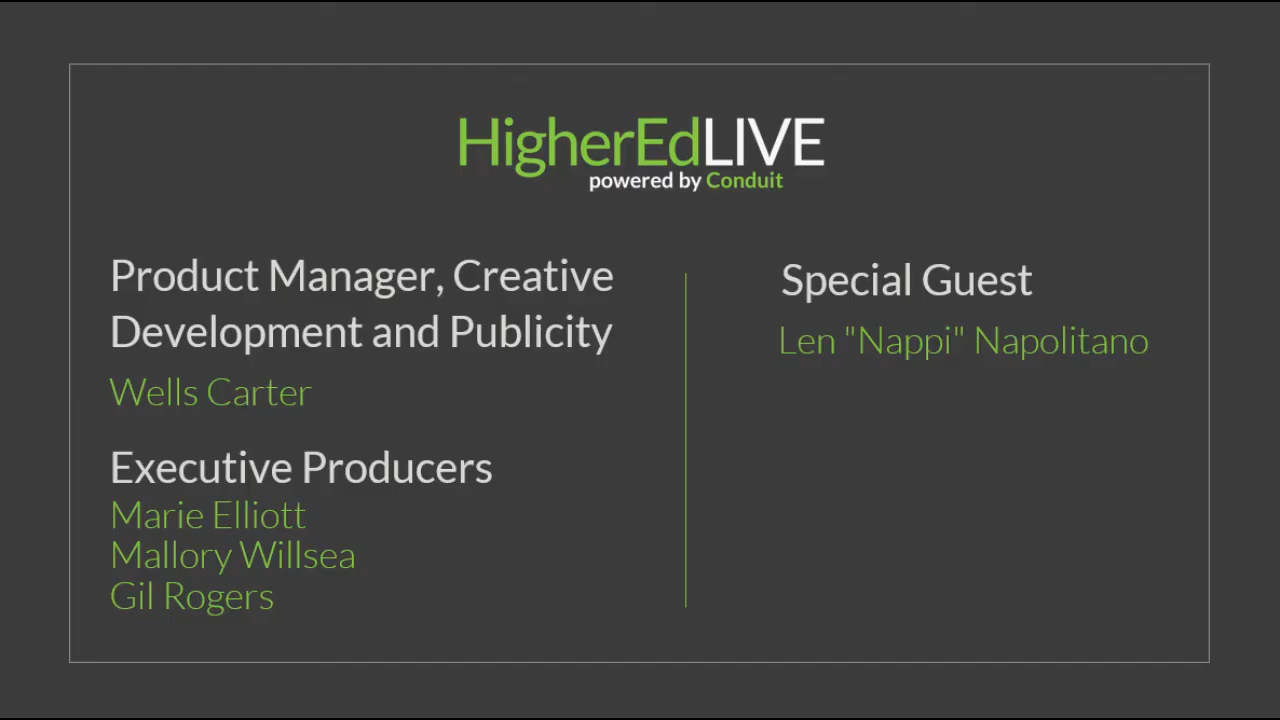 HigherEdLIVE
powered by Conduit
Product Manager, Creative
Development and Publicity
Wells Carter
Executive Producers
Marie Elliott
Mallory Willsea
Gil Rogers
Special Guest
Len "Nappi" Napolitano